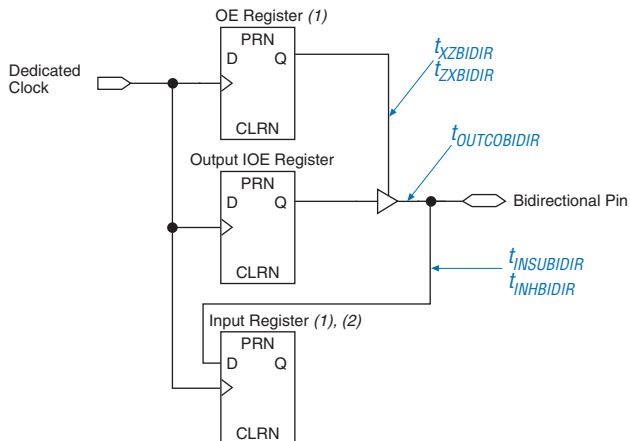 OE Register (1)
PRN
D Q
CLRN
Dedicated
Clock
tXZBIDIR
tZXBIDIR
tOUTCOBIDIR
Output IOE Register
PRN
D Q
CLRN
Bidirectional Pin
tINSUBIDIR
tINHBIDIR
Input Register (1), (2)
PRN
D Q
CLRN